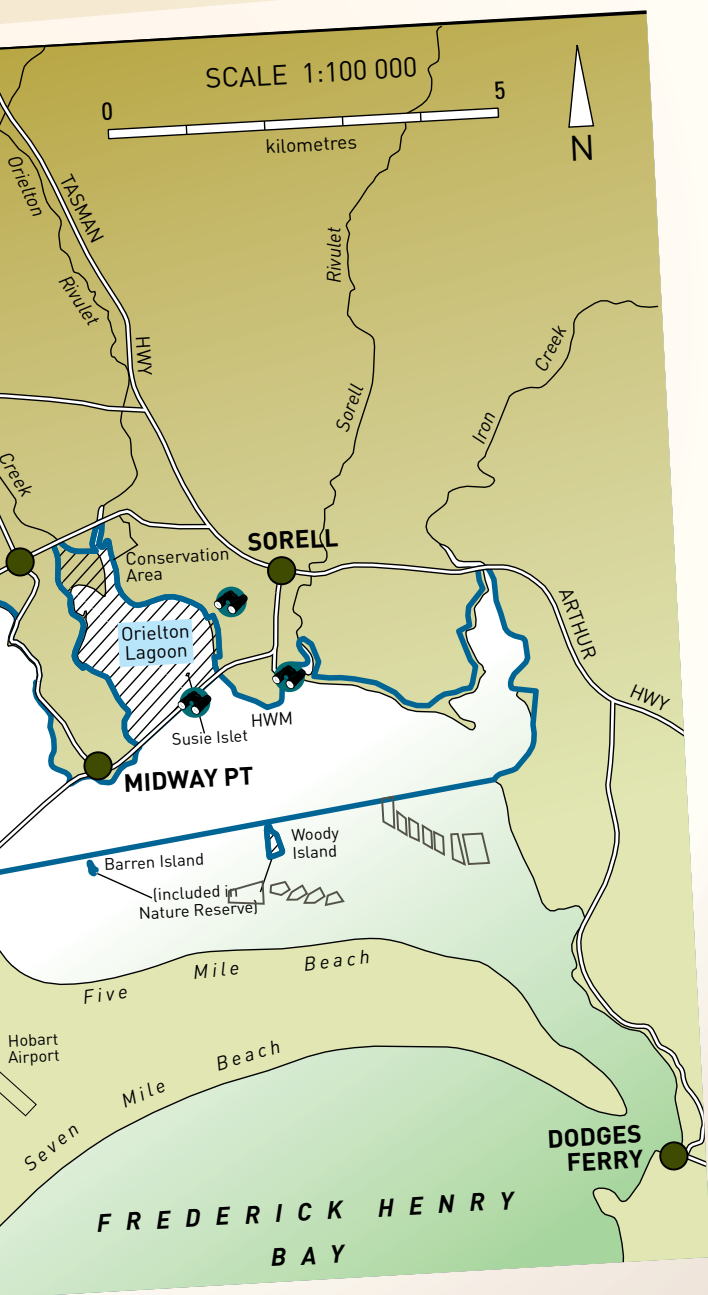 SCALE 1:100 000
0
5
kilometres
N
Orielton
Rivulet
TASMAN
HWY
Rivulet
Sorell
Creek
Iron
Creek
SORELL
Conservation
Area
Orielton
Lagoon
ARTHUR
HWY
HWM
Susie Islet
MIDWAY PT
Woody
Island
Barren Island
(included in
Nature Reserve)
Five Mile Beach
Hobart
Airport
Seven Mile Beach
DODGES
FERRY
FREDERICK HENRY
BAY